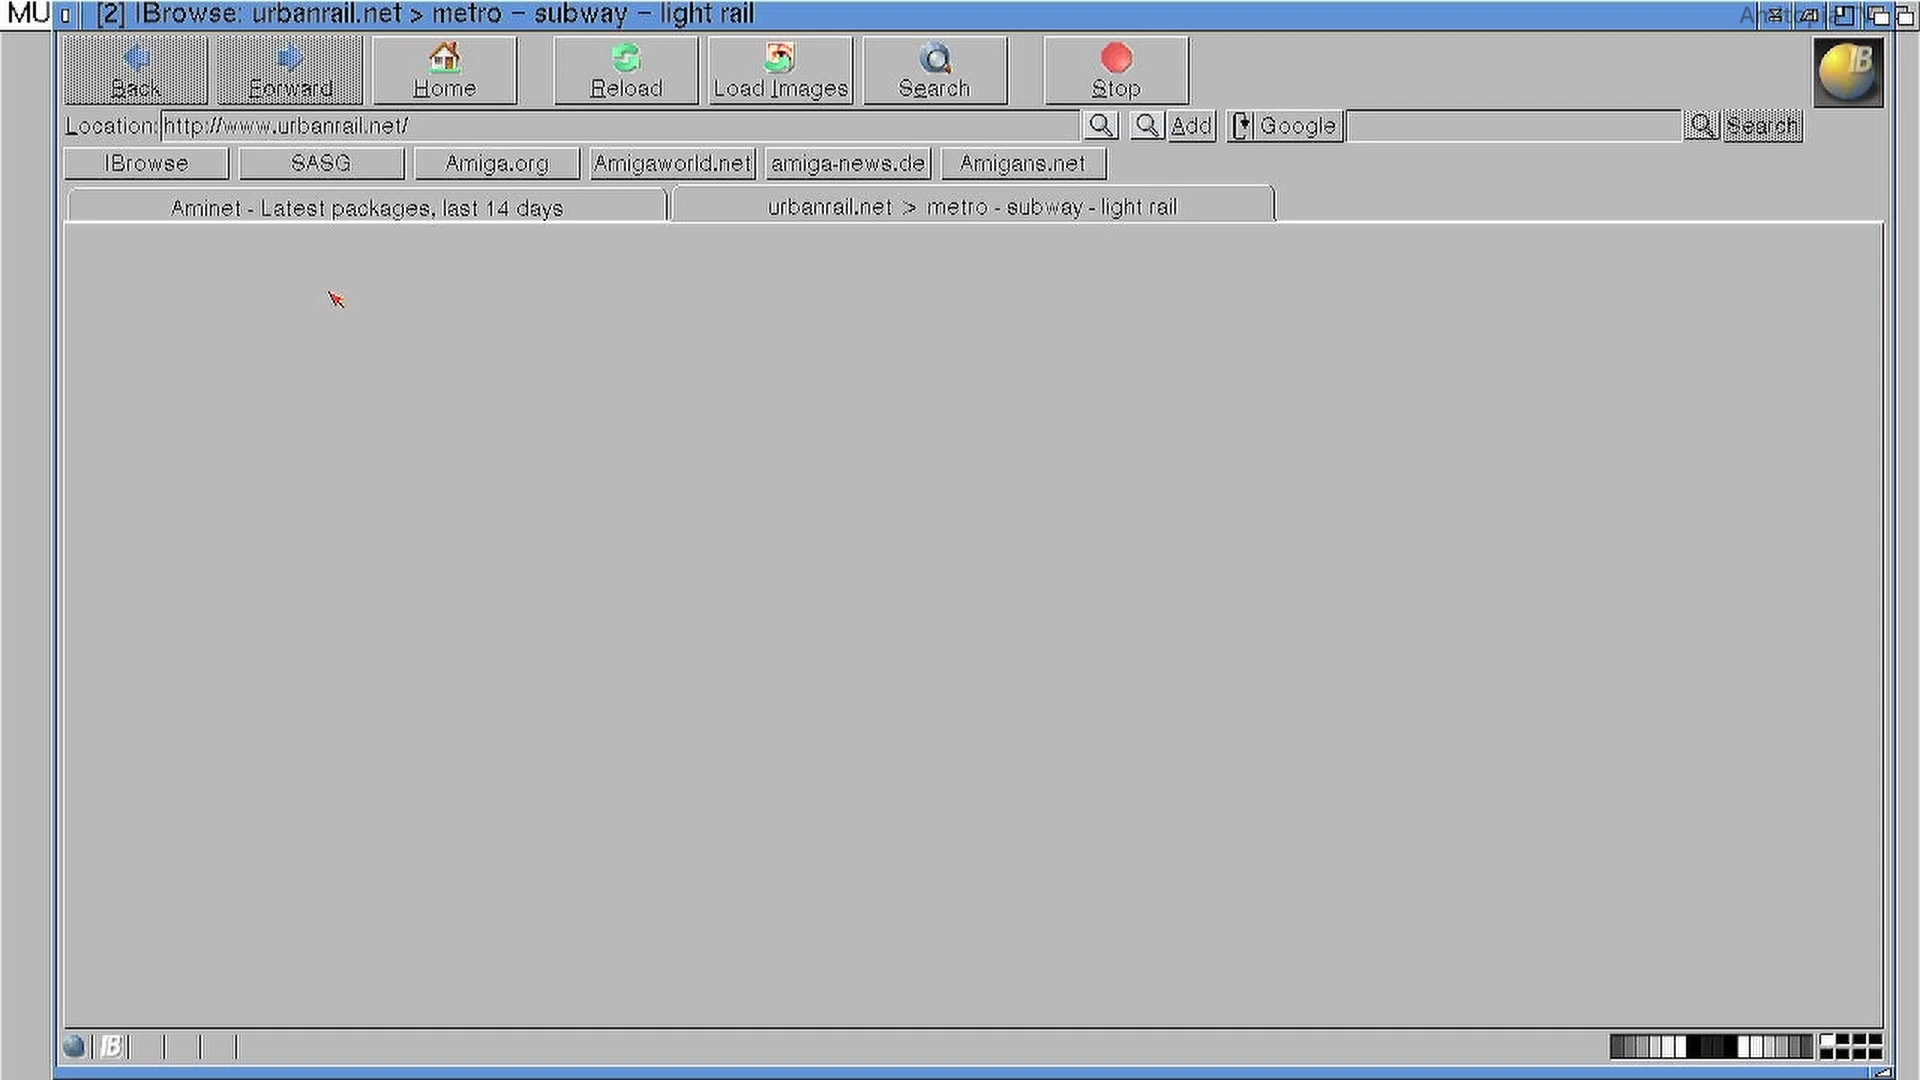 MU [2] IBrowse: urbanrail.net > metro – subway – light rail
Back Forward Home Reload Load Images Search Stop IB
Location: http://www.urbanrail.net/ Add Google Search
IBrowse SASG Amiga.org Amigaworld.net amiga-news.de Amigans.net
Aminet - Latest packages, last 14 days urbanrail.net > metro - subway - light rail
IB